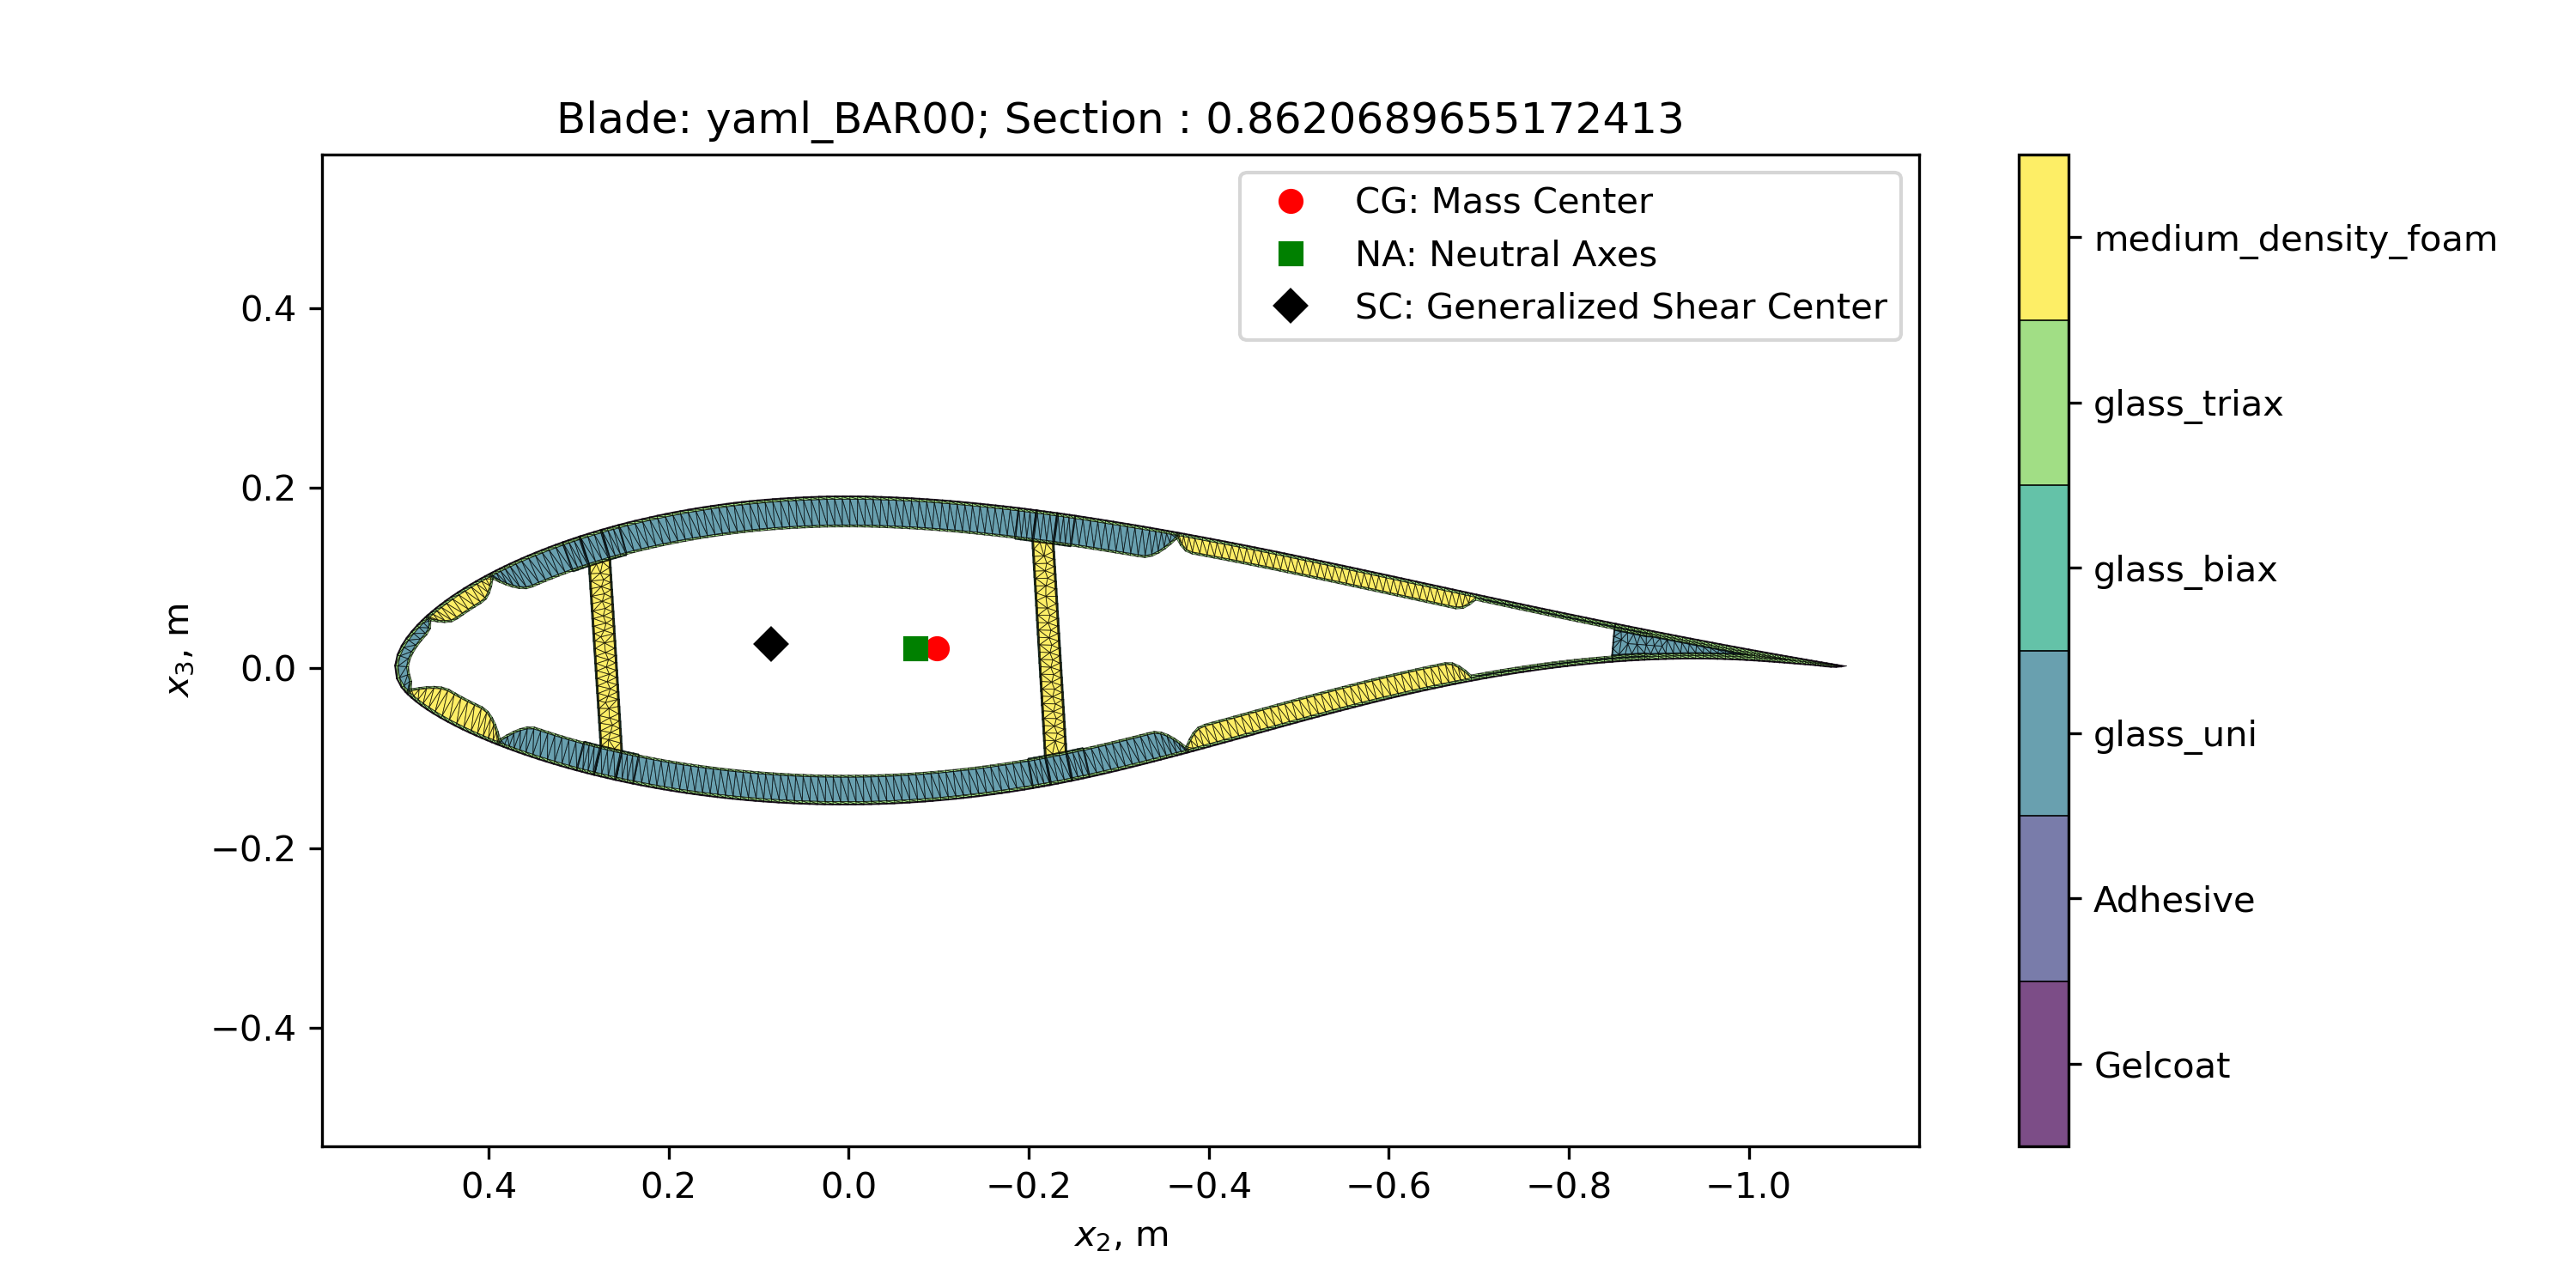 Blade: yaml_BAR00; Section : 0.8620689655172413
CG: Mass Center
NA: Neutral Axes
SC: Generalized Shear Center
x₃, m
0.4
0.2
0.0
−0.2
−0.4
0.4 0.2 0.0 −0.2 −0.4 −0.6 −0.8 −1.0
x₂, m
medium_density_foam
glass_triax
glass_biax
glass_uni
Adhesive
Gelcoat